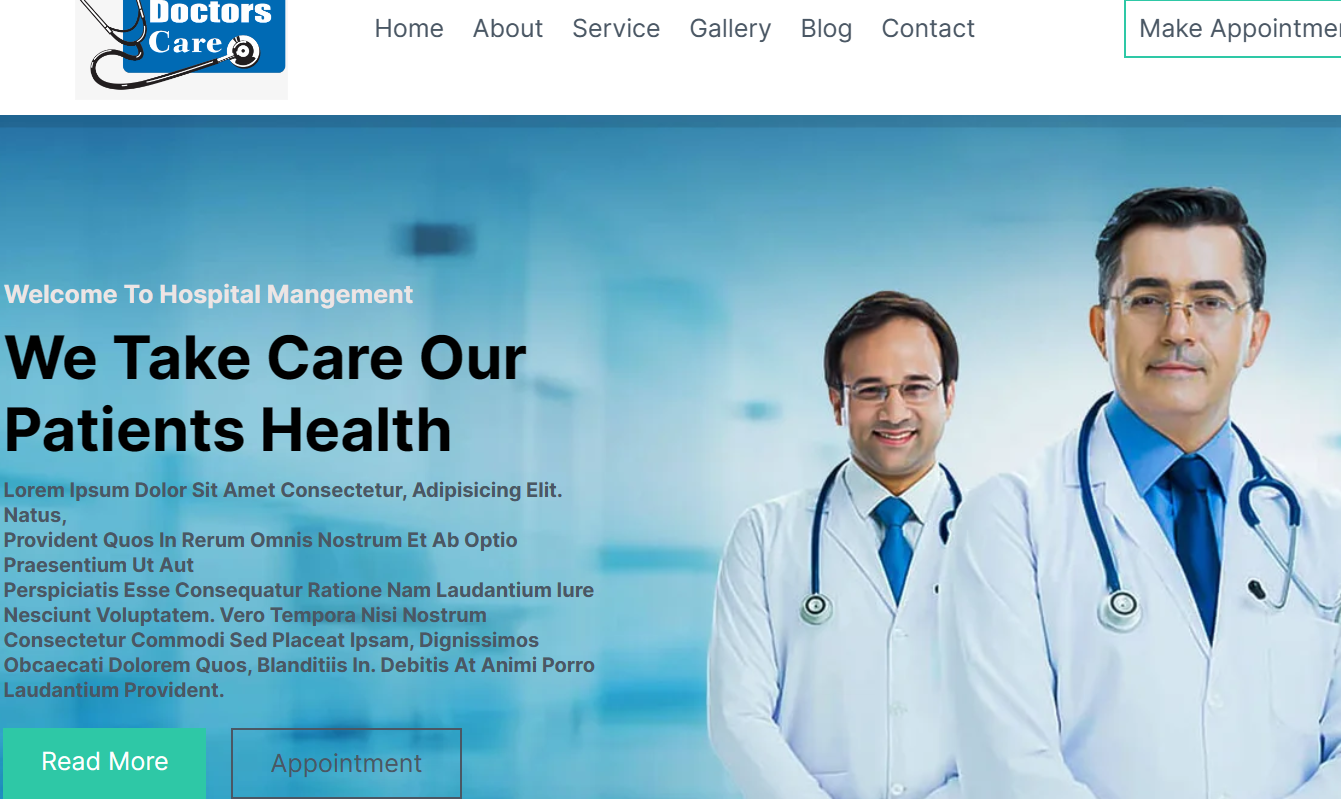 Doctors
Care
Home About Service Gallery Blog Contact
Make Appointme
Welcome To Hospital Mangement
We Take Care Our
Patients Health
Lorem Ipsum Dolor Sit Amet Consectetur, Adipisicing Elit.
Natus,
Provident Quos In Rerum Omnis Nostrum Et Ab Optio
Praesentium Ut Aut
Perspiciatis Esse Consequatur Ratione Nam Laudantium Iure
Nesciunt Voluptatem. Vero Tempora Nisi Nostrum
Consectetur Commodi Sed Placeat Ipsam, Dignissimos
Obcaecati Dolorem Quos, Blanditiis In. Debitis At Animi Porro
Laudantium Provident.
Read More Appointment